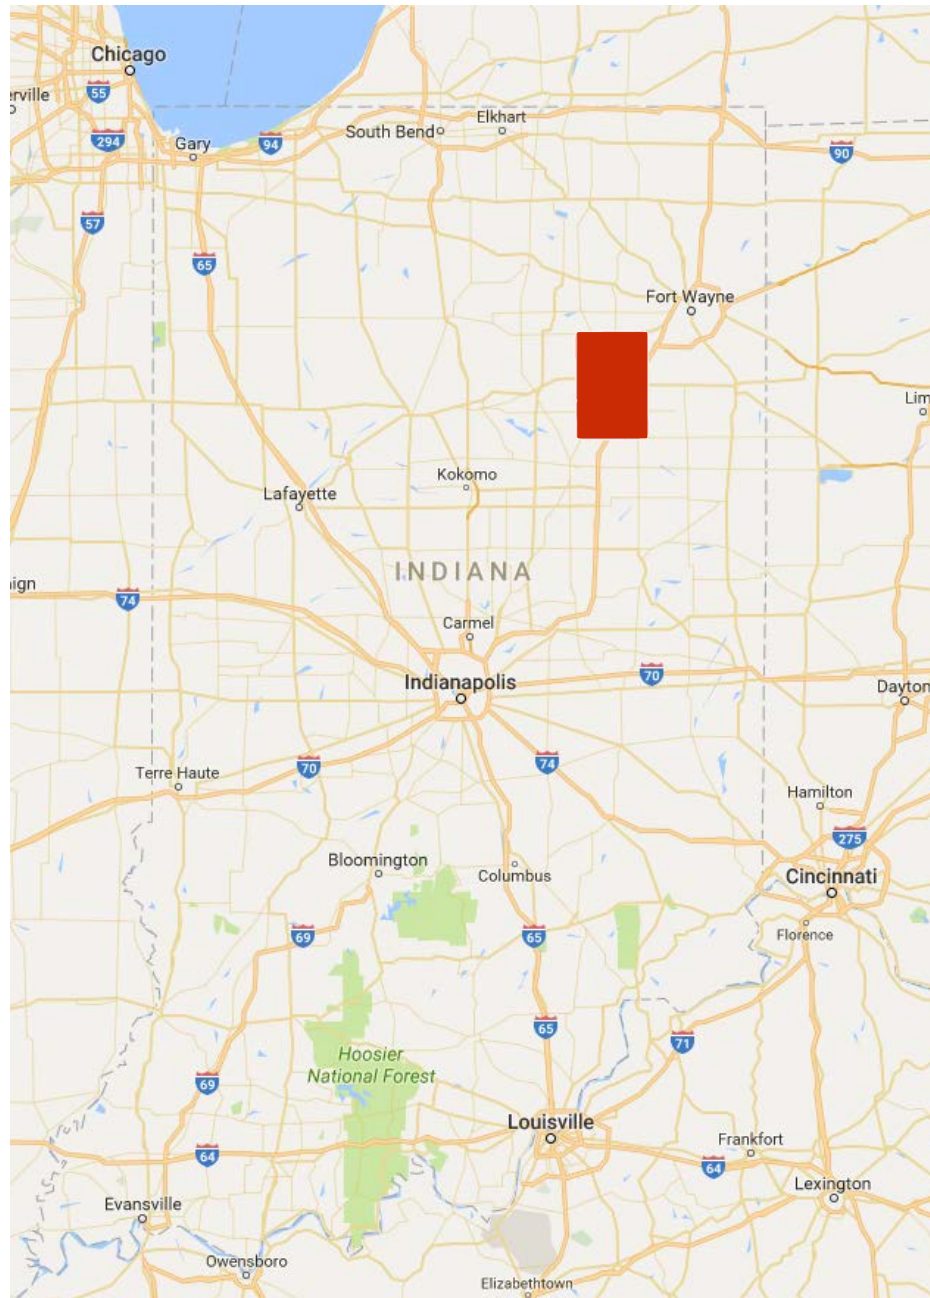 Chicago
erville
55
Elkhart
South Bend
294
Gary
94
90
57
65
Fort Wayne
Lim
Kokomo
Lafayette
INDIANA
aign
74
Carmel
70
Indianapolis
Dayton
Terre Haute
70
74
Hamilton
275
Bloomington
Columbus
Cincinnati
69
65
Florence
65
71
Hoosier
National Forest
69
Louisville
Frankfort
64
64
Lexington
Evansville
Owensboro
Elizabethtown